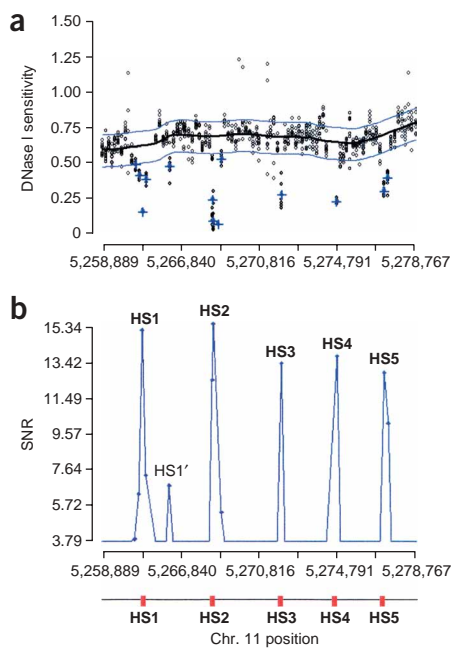 a
1.50
1.25
1.00
0.75
0.50
0.25
0
DNase I sensitivity
5,258,889 5,266,840 5,270,816 5,274,791 5,278,767
b
HS1 HS2 HS3 HS4 HS5
HS1′
15.34
13.42
11.49
9.57
7.64
5.72
3.79
SNR
5,258,889 5,266,840 5,270,816 5,274,791 5,278,767
HS1 HS2 HS3 HS4 HS5
Chr. 11 position